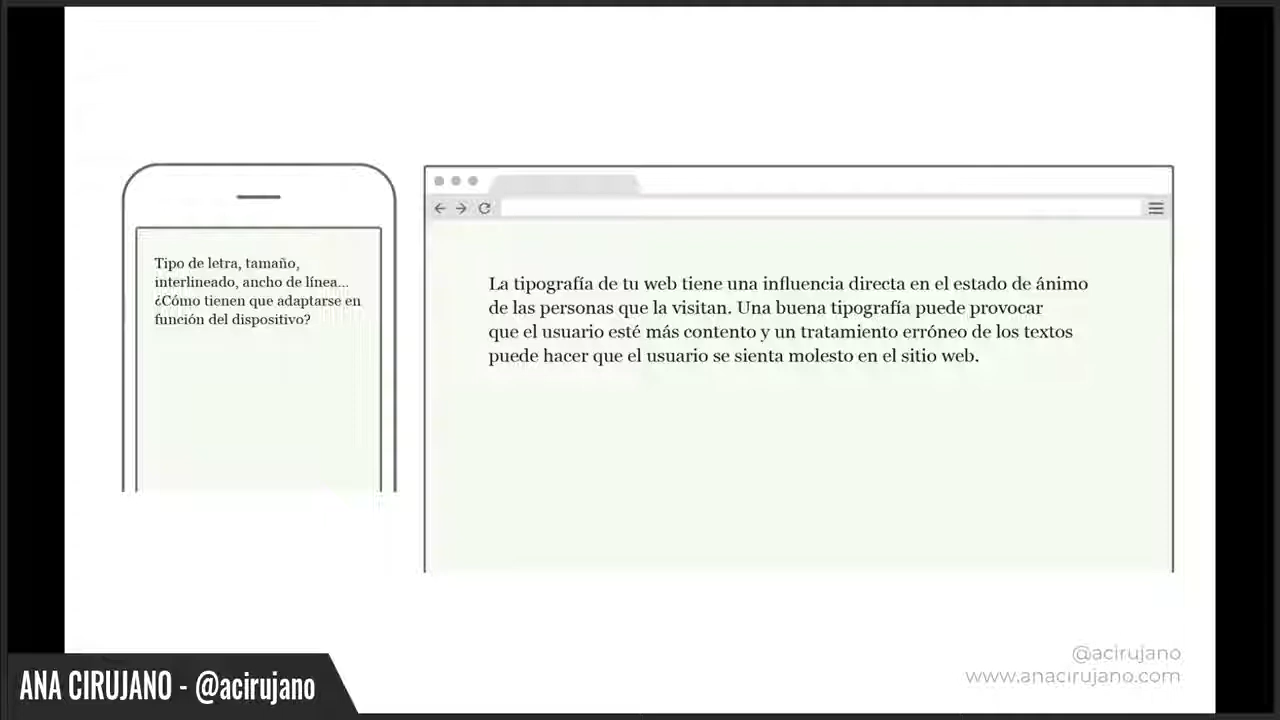 Tipo de letra, tamaño,
interlineado, ancho de línea...
¿Cómo tienen que adaptarse en
función del dispositivo?
La tipografía de tu web tiene una influencia directa en el estado de ánimo
de las personas que la visitan. Una buena tipografía puede provocar
que el usuario esté más contento y un tratamiento erróneo de los textos
puede hacer que el usuario se sienta molesto en el sitio web.
@acirujano
www.anacirujano.com
ANA CIRUJANO - @acirujano